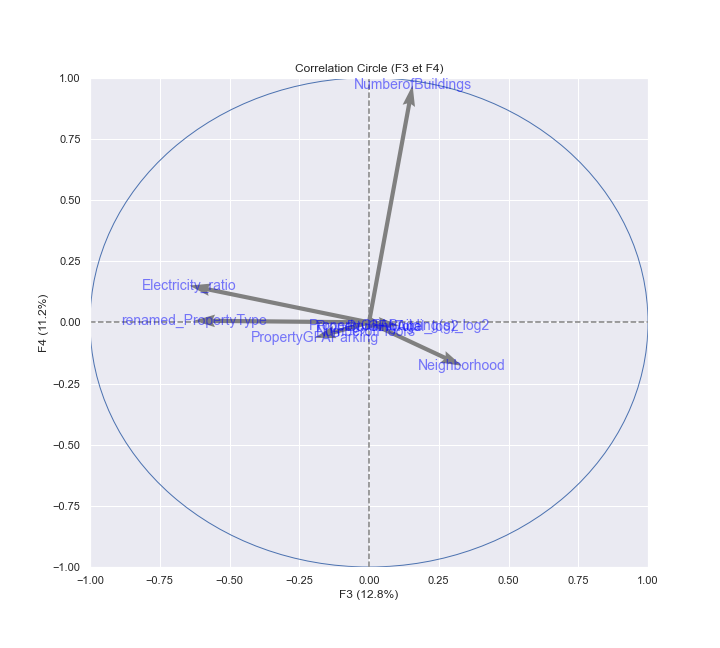 Correlation Circle (F3 et F4)
1.00
NumberofBuildings
0.75
0.50
0.25
Electricity_ratio
renamed_PropertyType
0.00
PropertyGFAParking
Neighborhood
−0.25
−0.50
−0.75
−1.00
F4 (11.2%)
−1.00
−0.75
−0.50
−0.25
0.00
0.25
0.50
0.75
1.00
F3 (12.8%)